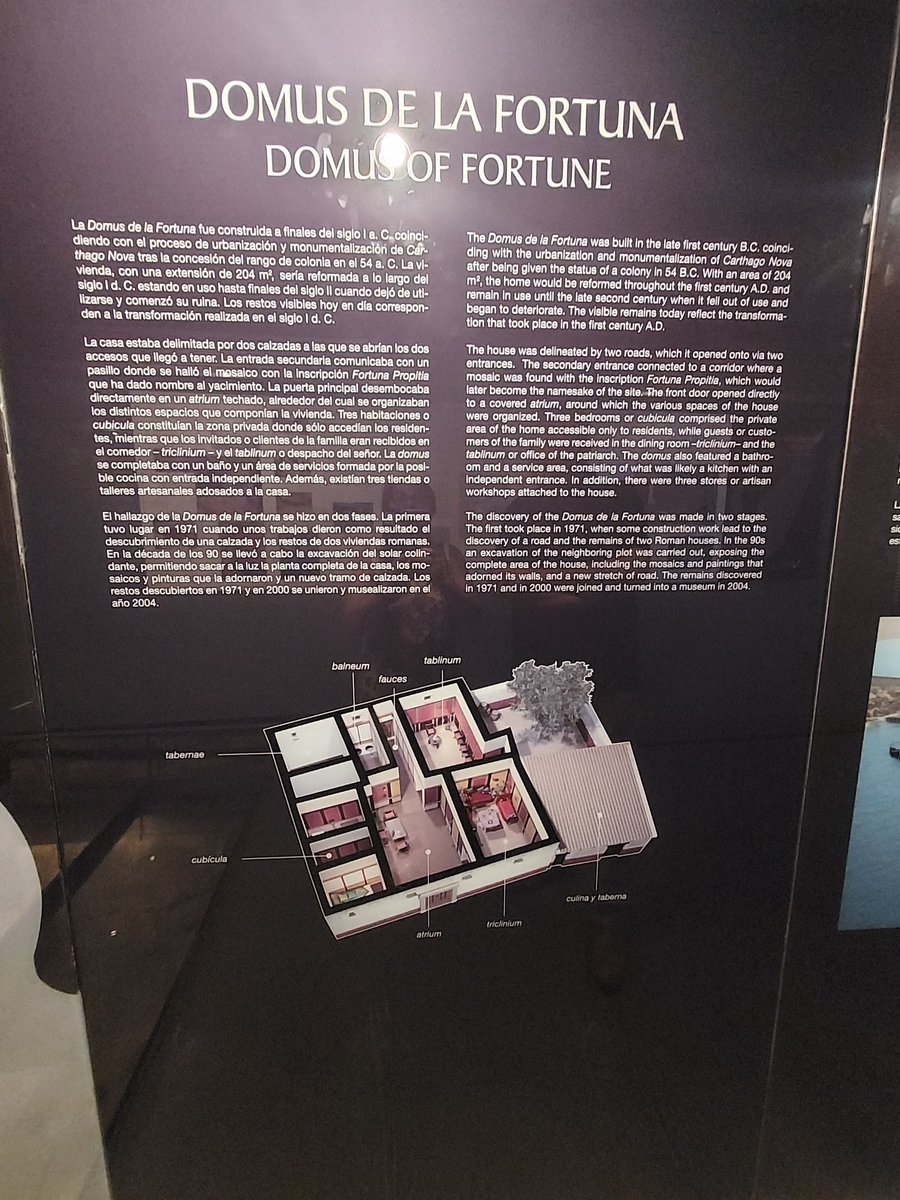 DOMUS DE LA FORTUNA
DOMUS OF FORTUNE
La Domus de la Fortuna fue construida a finales del siglo I a. C. coinci-
diendo con el proceso de urbanización y monumentalización de Car-
thago Nova tras la concesión del rango de colonia en el 54 a. C. La vi-
vienda, con una extensión de 204 m², sería reformada a lo largo del
siglo I d. C. estando en uso hasta finales del siglo II cuando dejó de uti-
lizarse y comenzó su ruina. Los restos visibles hoy en día correspon-
den a la transformación realizada en el siglo I d. C.
La casa estaba delimitada por dos calzadas a las que se abrían los dos
accesos que llegó a tener. La entrada secundaria comunicaba con un
pasillo donde se halló el mosaico con la inscripción Fortuna Propitia
que ha dado nombre al yacimiento. La puerta principal desembocaba
directamente en un atrium techado, alrededor del cual se organizaban
los distintos espacios que componían la vivienda. Tres habitaciones o
cubicula constituían la zona privada donde sólo accedían los residen-
tes, mientras que los invitados o clientes de la familia eran recibidos en
el comedor – triclinium – y el tablinum o despacho del señor. La domus
se completaba con un baño y un área de servicios formada por la posi-
ble cocina con entrada independiente. Además, existían tres tiendas o
talleres artesanales adosados a la casa.
El hallazgo de la Domus de la Fortuna se hizo en dos fases. La primera
tuvo lugar en 1971 cuando unos trabajos dieron como resultado el
descubrimiento de una calzada y los restos de dos viviendas romanas.
En la década de los 90 se llevó a cabo la excavación del solar colin-
dante, permitiendo sacar a la luz la planta completa de la casa, los mo-
saicos y pinturas que la adornaron y un nuevo tramo de calzada. Los
restos descubiertos en 1971 y en 2000 se unieron y musealizaron en el
año 2004.
The Domus de la Fortuna was built in the late first century B.C. coinci-
ding with the urbanization and monumentalization of Carthago Nova
after being given the status of a colony in 54 B.C. With an area of 204
m², the home would be reformed throughout the first century A.D. and
remain in use until the late second century when it fell out of use and
began to deteriorate. The visible remains today reflect the transforma-
tion that took place in the first century A.D.
The house was delineated by two roads, which it opened onto via two
entrances. The secondary entrance connected to a corridor where a
mosaic was found with the inscription Fortuna Propitia, which would
later become the namesake of the site. The front door opened directly
to a covered atrium, around which the various spaces of the house
were organized. Three bedrooms or cubicula comprised the private
area of the home accessible only to residents, while guests or custo-
mers of the family were received in the dining room –triclinium– and the
tablinum or office of the patriarch. The domus also featured a bathro-
om and a service area, consisting of what was likely a kitchen with an
independent entrance. In addition, there were three stores or artisan
workshops attached to the house.
The discovery of the Domus de la Fortuna was made in two stages.
The first took place in 1971, when some construction work lead to the
discovery of a road and the remains of two Roman houses. In the 90s
an excavation of the neighboring plot was carried out, exposing the
complete area of the house, including the mosaics and paintings that
adorned its walls, and a new stretch of road. The remains discovered
in 1971 and in 2000 were joined and turned into a museum in 2004.
tablinum
balneum
fauces
tabernae
cubícula
culina y taberna
triclinium
atrium